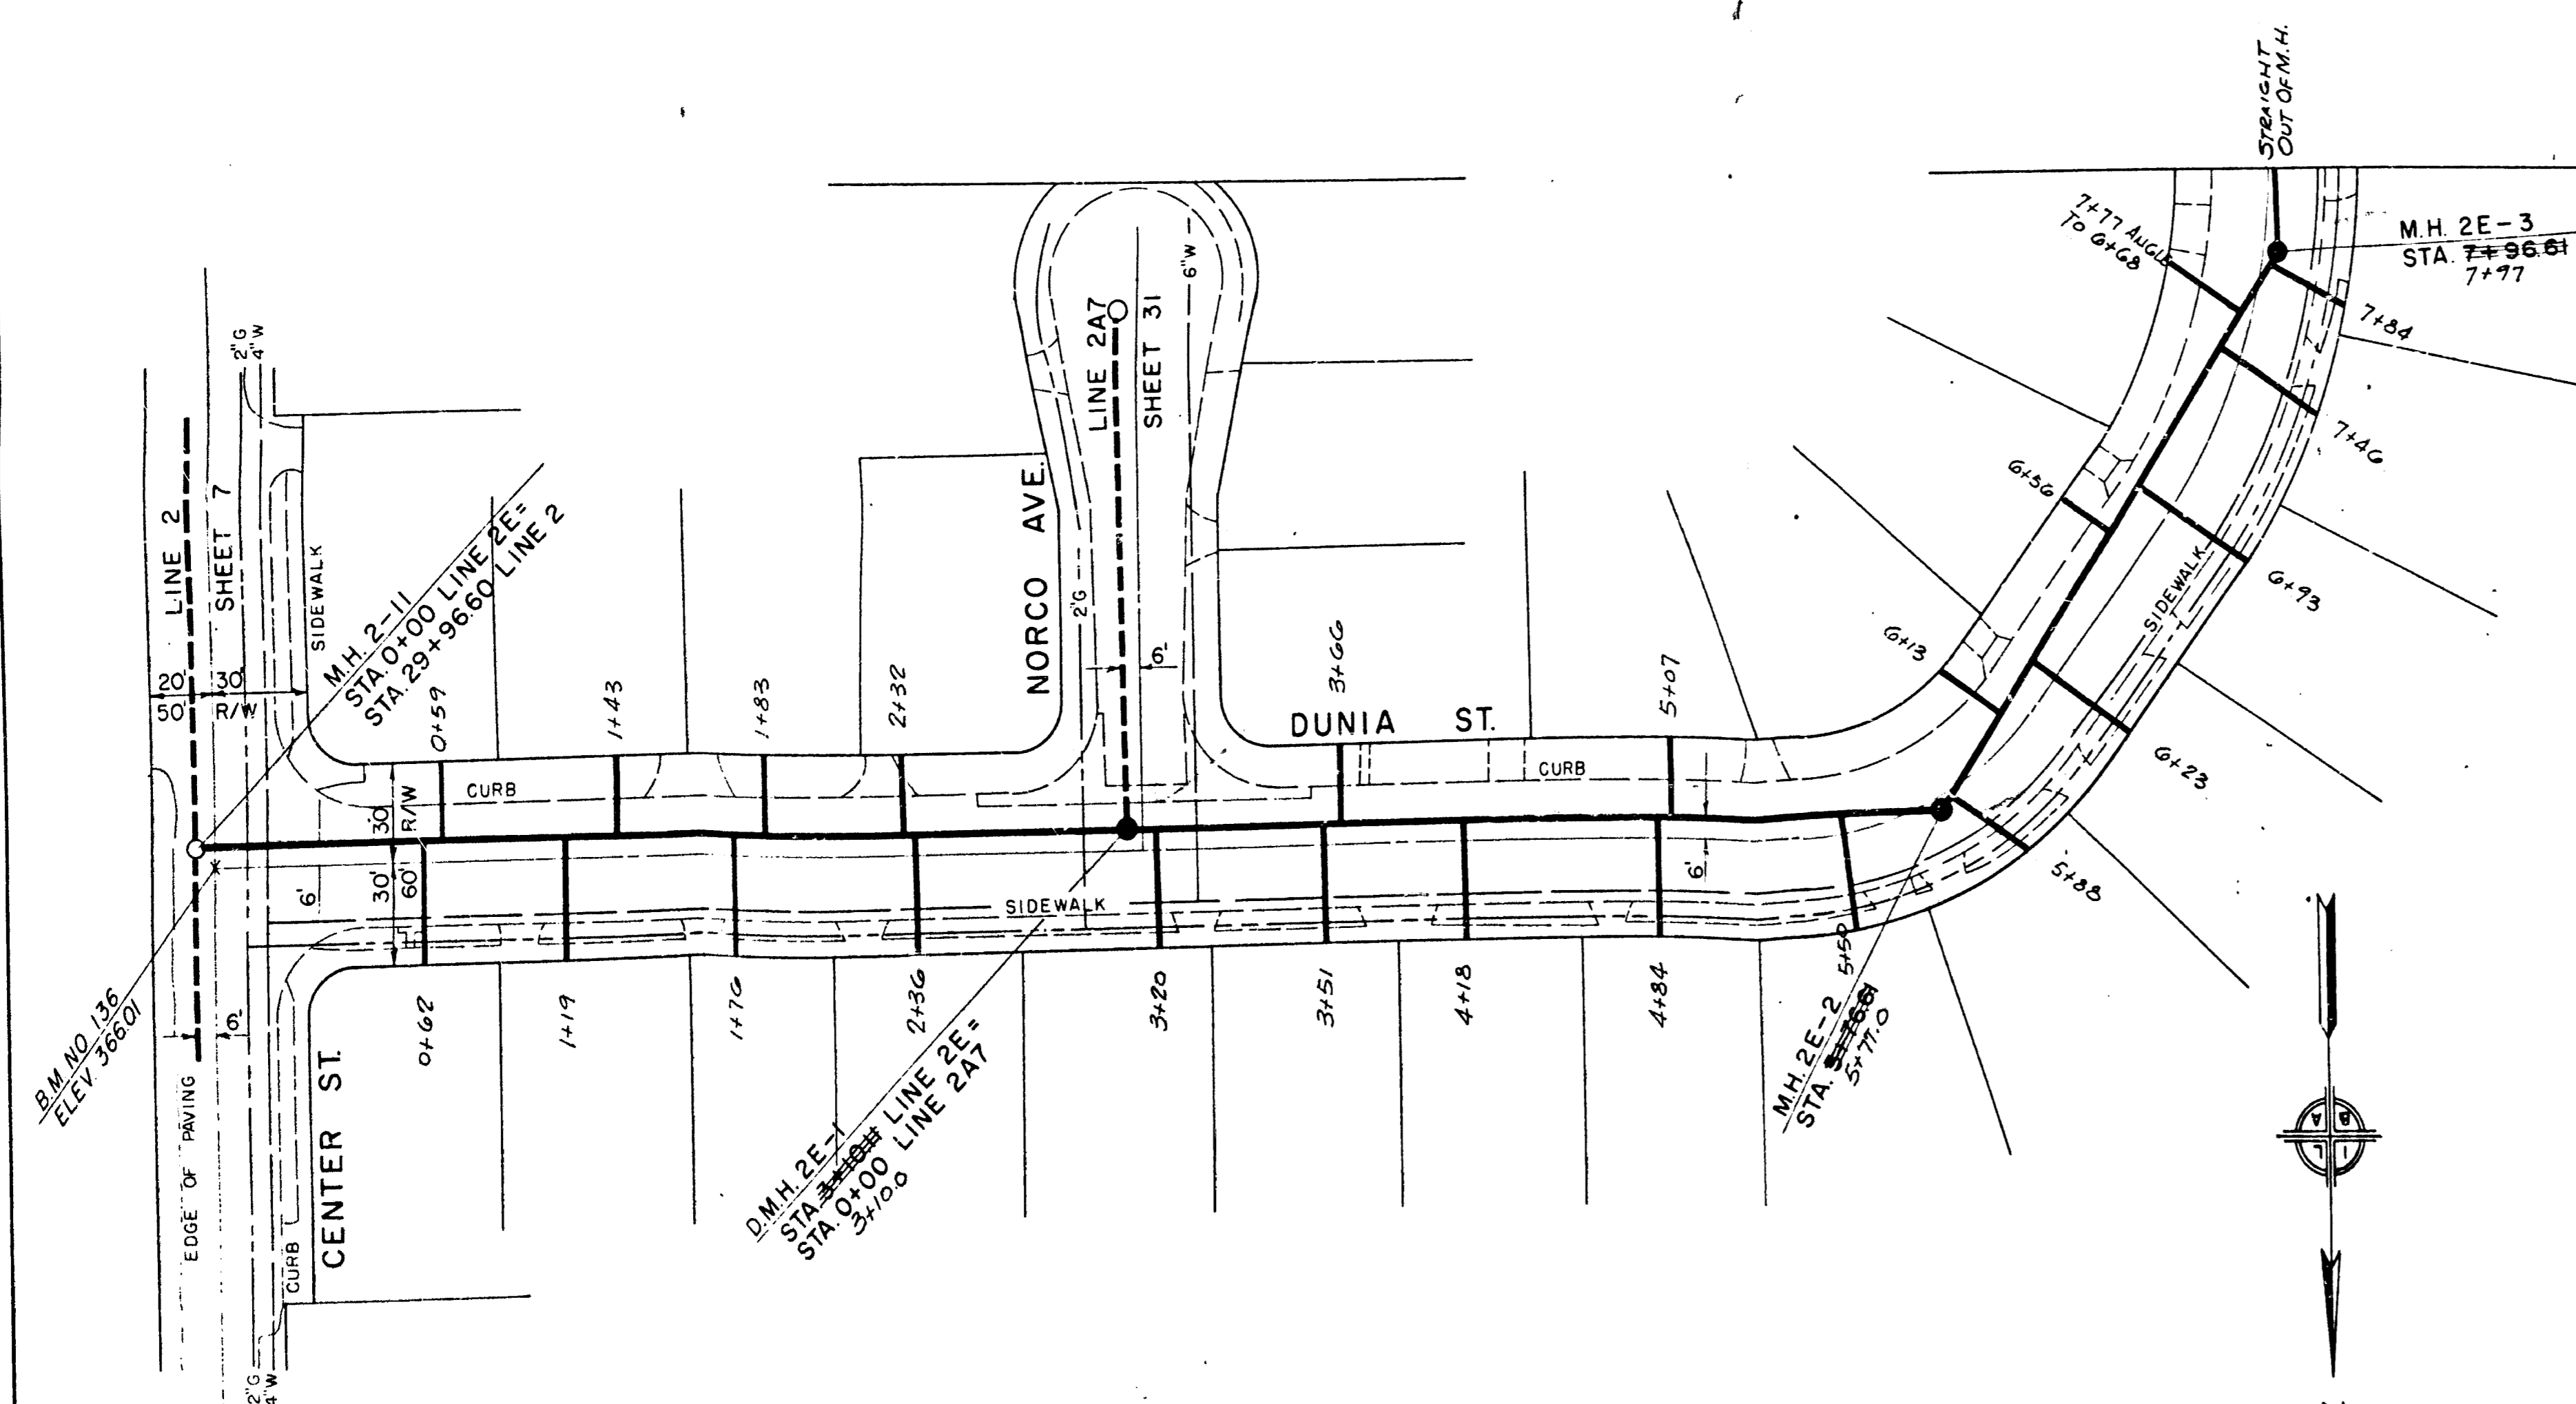 STRAIGHT
OUT OF M.H.
7+77 ANGLE
TO 6+68
M.H. 2E-3
STA. 7+96.61
7+97
7+84
7+46
6+56
6+93
SIDEWALK
6+13
6+23
5+88
2"G
4"W
LINE 2
SHEET 7
SIDEWALK
M.H. 2-11
STA. 0+00 LINE 2E=
STA. 29+96.60 LINE 2
20' 30'
50' R/W
LINE 2A7
SHEET 31
6"W
2"G
6'
NORCO AVE.
0+59
1+43
1+83
2+32
3+66
5+07
DUNIA ST.
CURB
CURB
30'
R/W
30'
60'
6'
6'
SIDEWALK
0+62
1+19
1+76
2+36
3+20
3+51
4+18
4+84
5+50
B.M. NO. 136
ELEV. 366.01
6'
EDGE OF PAVING
CENTER ST.
CURB
2"G
4"W
D.M.H. 2E-1
STA. LINE 2E=
STA. 0+00 LINE 2A7
3+10.0
M.H. 2E-2
STA. 5+76.61
5+77.0